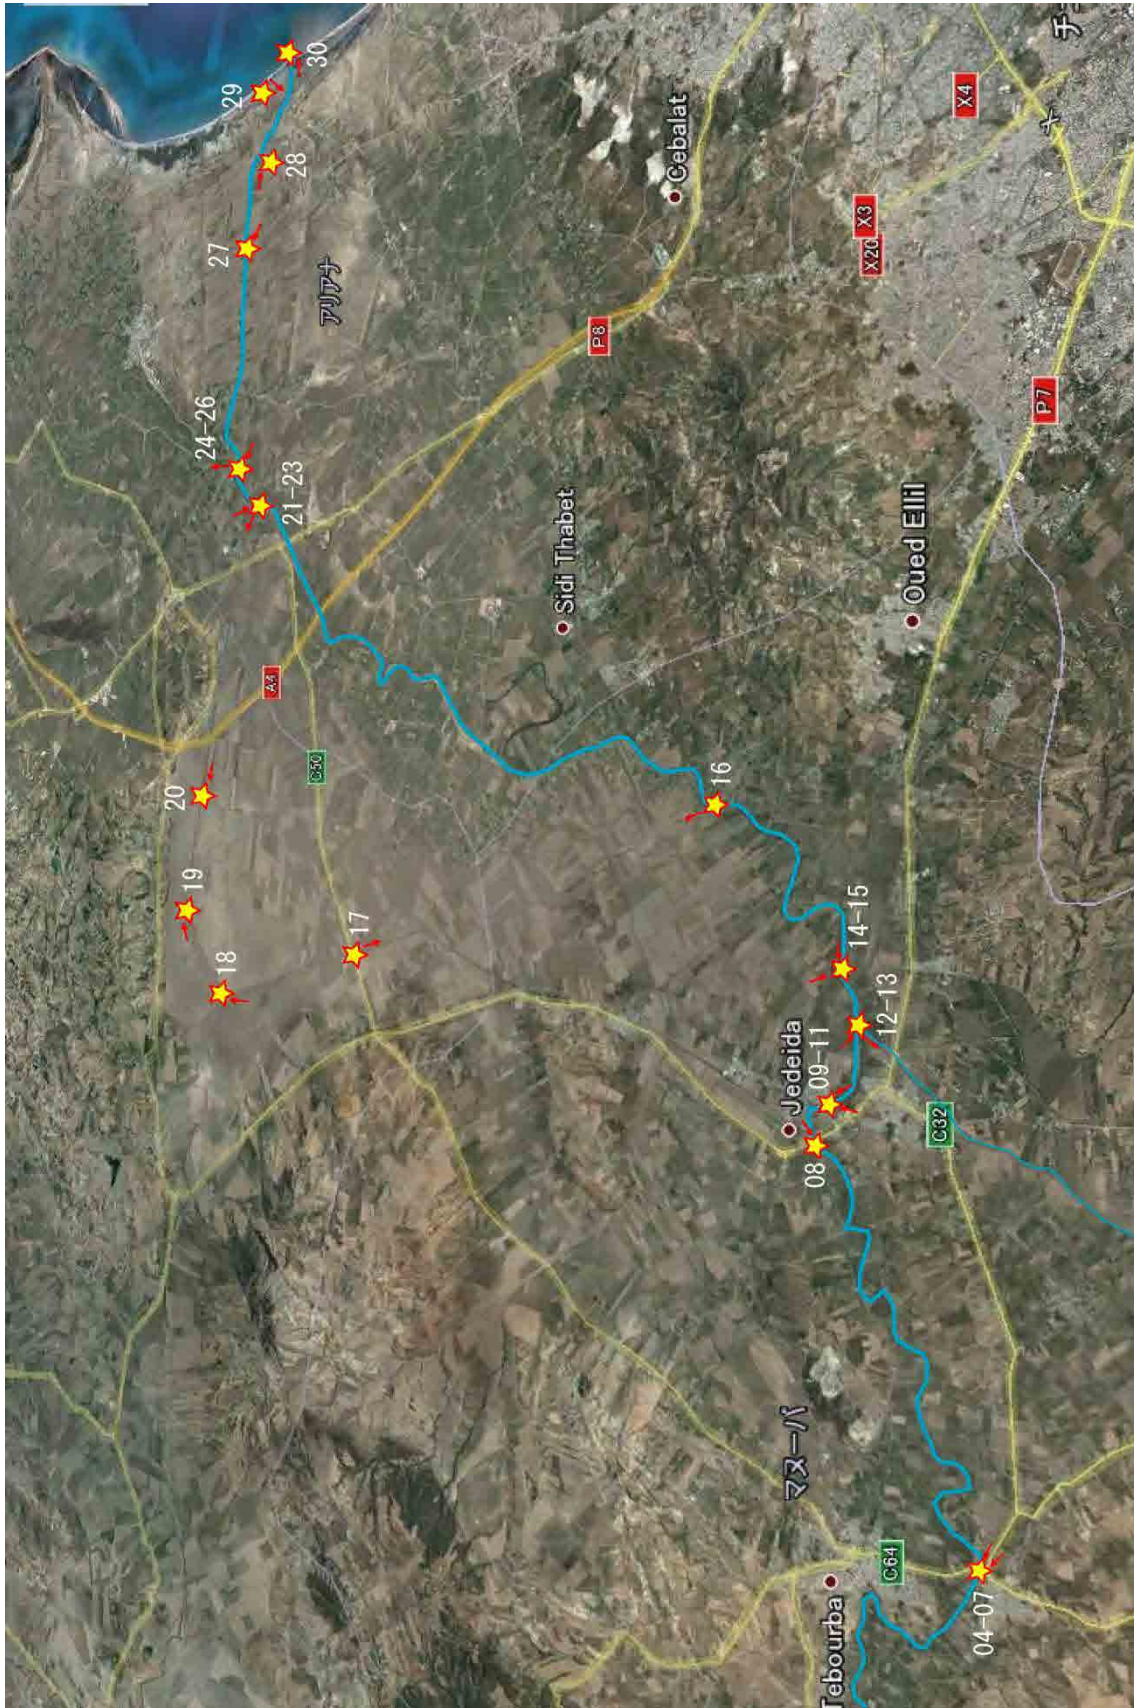 30
29
28
27
アリアナ
Cebalat
X4
X3
X20
チュ
P8
24-26
21-23
P7
Sidi Thabet
Oued Ellil
A4
C50
20
19
18
17
16
14-15
12-13
09-11
Jedeida
08
C32
マヌーバ
C64
Tebourba
04-07